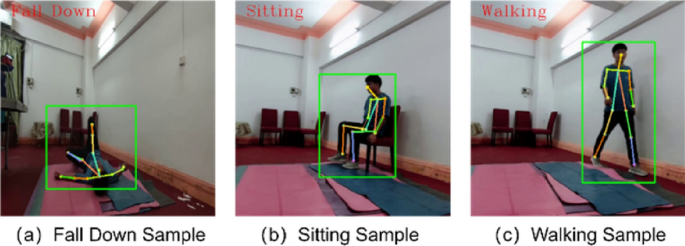 Fall Down
Sitting
Walking
(a) Fall Down Sample
(b) Sitting Sample
(c) Walking Sample